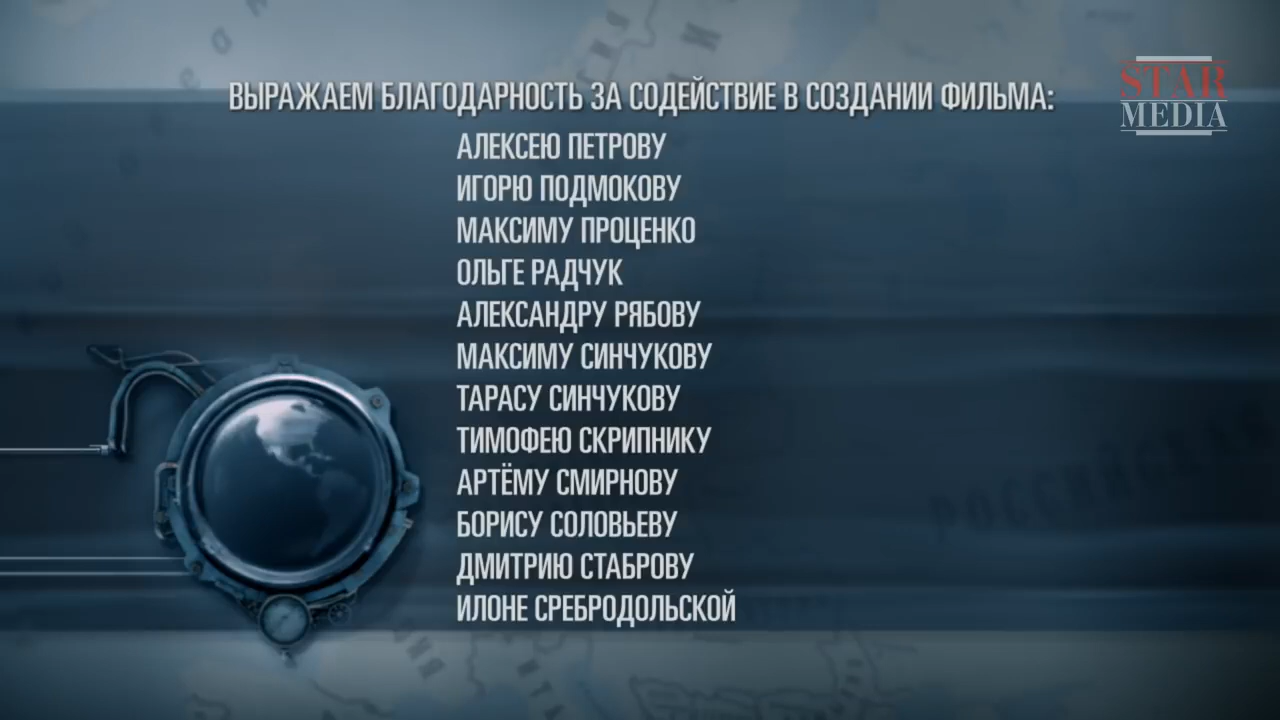 ВЫРАЖАЕМ БЛАГОДАРНОСТЬ ЗА СОДЕЙСТВИЕ В СОЗДАНИИ ФИЛЬМА:
STAR
MEDIA
АЛЕКСЕЮ ПЕТРОВУ
ИГОРЮ ПОДМОКОВУ
МАКСИМУ ПРОЦЕНКО
ОЛЬГЕ РАДЧУК
АЛЕКСАНДРУ РЯБОВУ
МАКСИМУ СИНЧУКОВУ
ТАРАСУ СИНЧУКОВУ
ТИМОФЕЮ СКРИПНИКУ
АРТЁМУ СМИРНОВУ
БОРИСУ СОЛОВЬЕВУ
ДМИТРИЮ СТАБРОВУ
ИЛОНЕ СРЕБРОДОЛЬСКОЙ